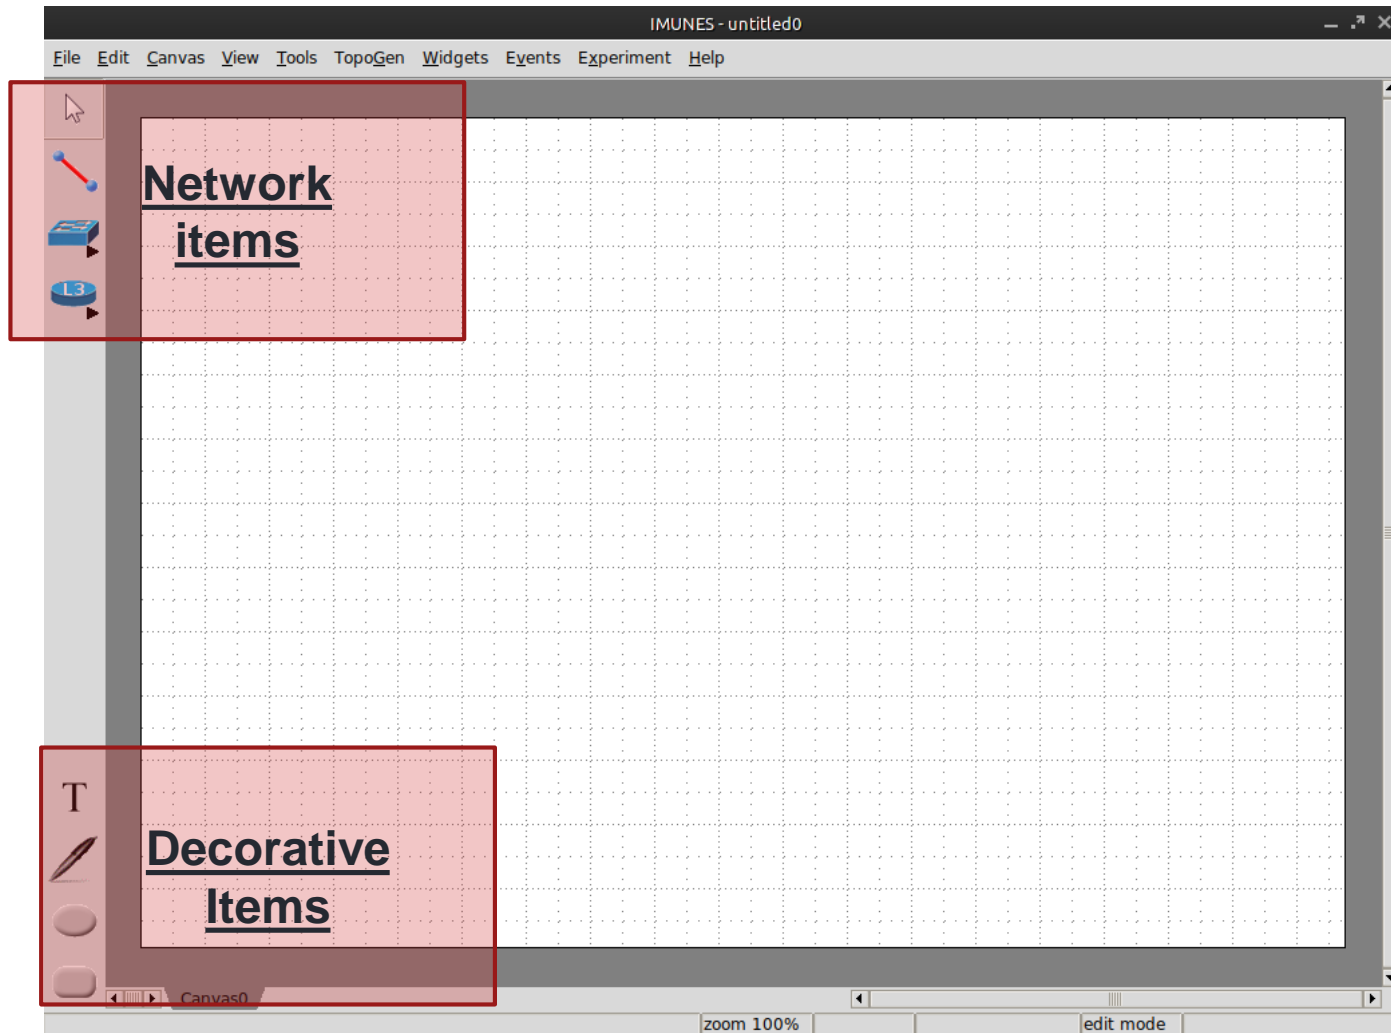 IMUNES - untitled0
File Edit Canvas View Tools TopoGen Widgets Events Experiment Help
L3
Network
items
T
Decorative
Items
Canvas0
zoom 100% edit mode